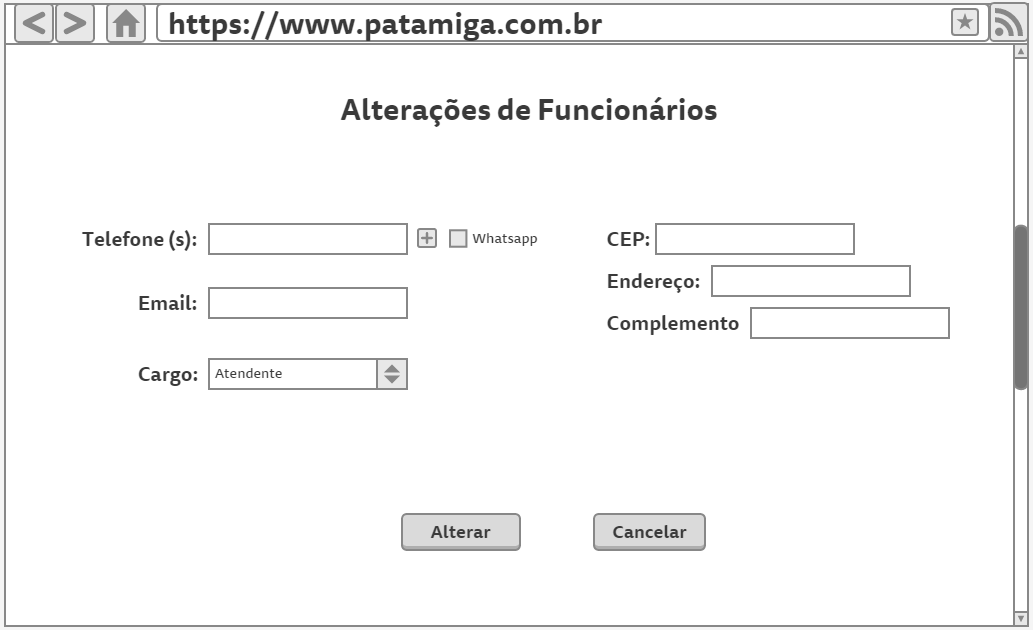 https://www.patamiga.com.br
Alterações de Funcionários
Telefone (s):
Whatsapp
CEP:
Endereço:
Email:
Complemento
Cargo:
Atendente
Alterar
Cancelar